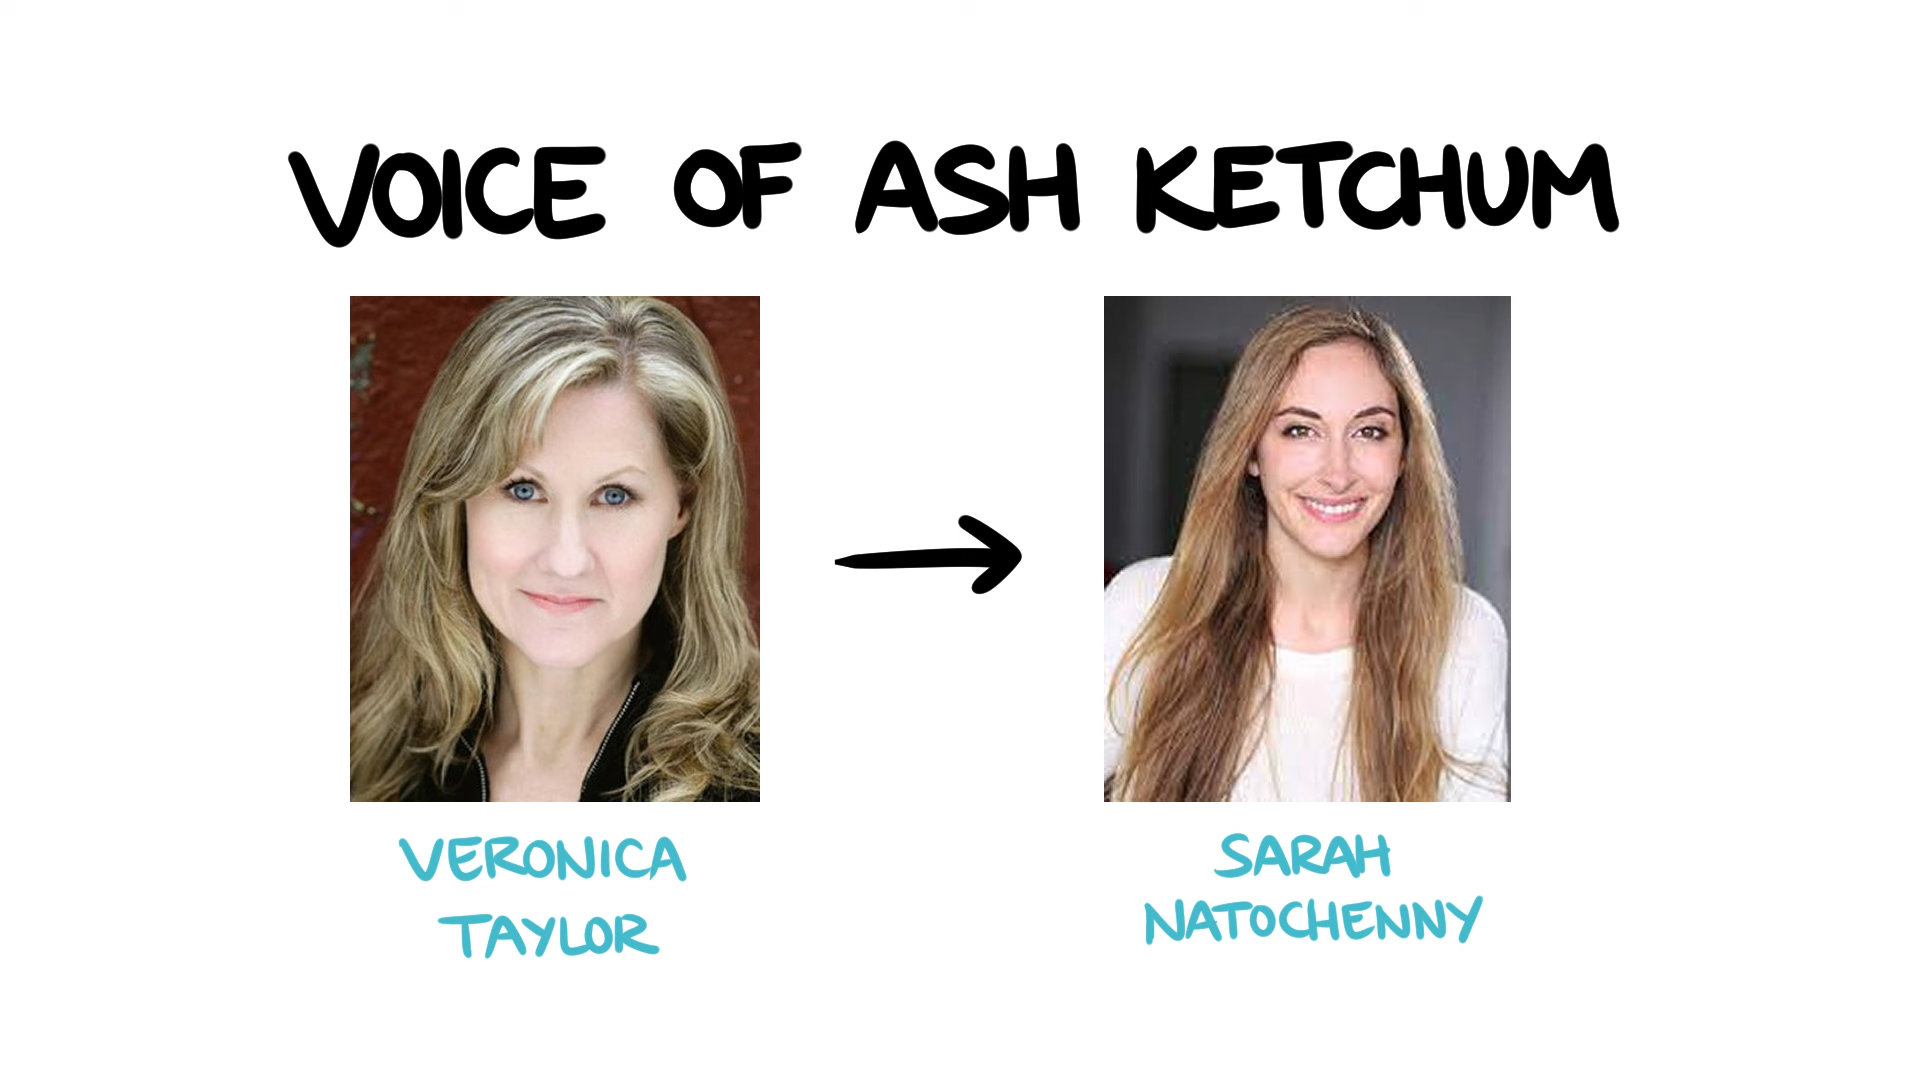 VOICE OF ASH KETCHUM
VERONICA
TAYLOR
SARAH
NATOCHENNY